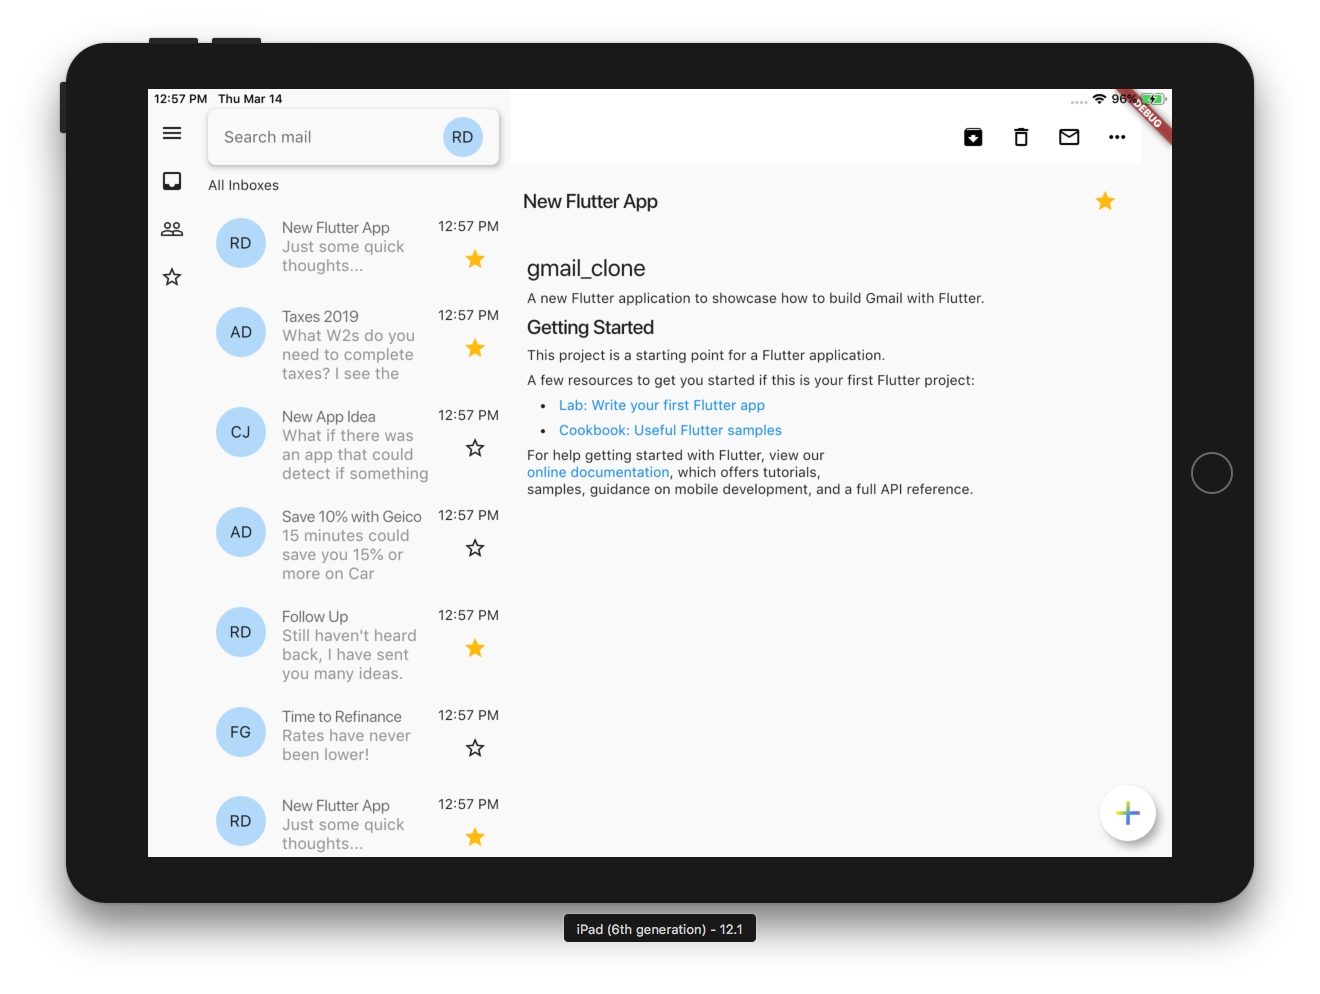 12:57 PM Thu Mar 14
96%
DEBUG
Search mail
RD
All Inboxes
RD
New Flutter App
12:57 PM
Just some quick
thoughts...
AD
Taxes 2019
12:57 PM
What W2s do you
need to complete
taxes? I see the
CJ
New App Idea
12:57 PM
What if there was
an app that could
detect if something
AD
Save 10% with Geico
12:57 PM
15 minutes could
save you 15% or
more on Car
RD
Follow Up
12:57 PM
Still haven't heard
back, I have sent
you many ideas.
FG
Time to Refinance
12:57 PM
Rates have never
been lower!
RD
New Flutter App
12:57 PM
Just some quick
thoughts...
New Flutter App
gmail_clone
A new Flutter application to showcase how to build Gmail with Flutter.
Getting Started
This project is a starting point for a Flutter application.
A few resources to get you started if this is your first Flutter project:
• Lab: Write your first Flutter app
• Cookbook: Useful Flutter samples
For help getting started with Flutter, view our
online documentation, which offers tutorials,
samples, guidance on mobile development, and a full API reference.
iPad (6th generation) - 12.1